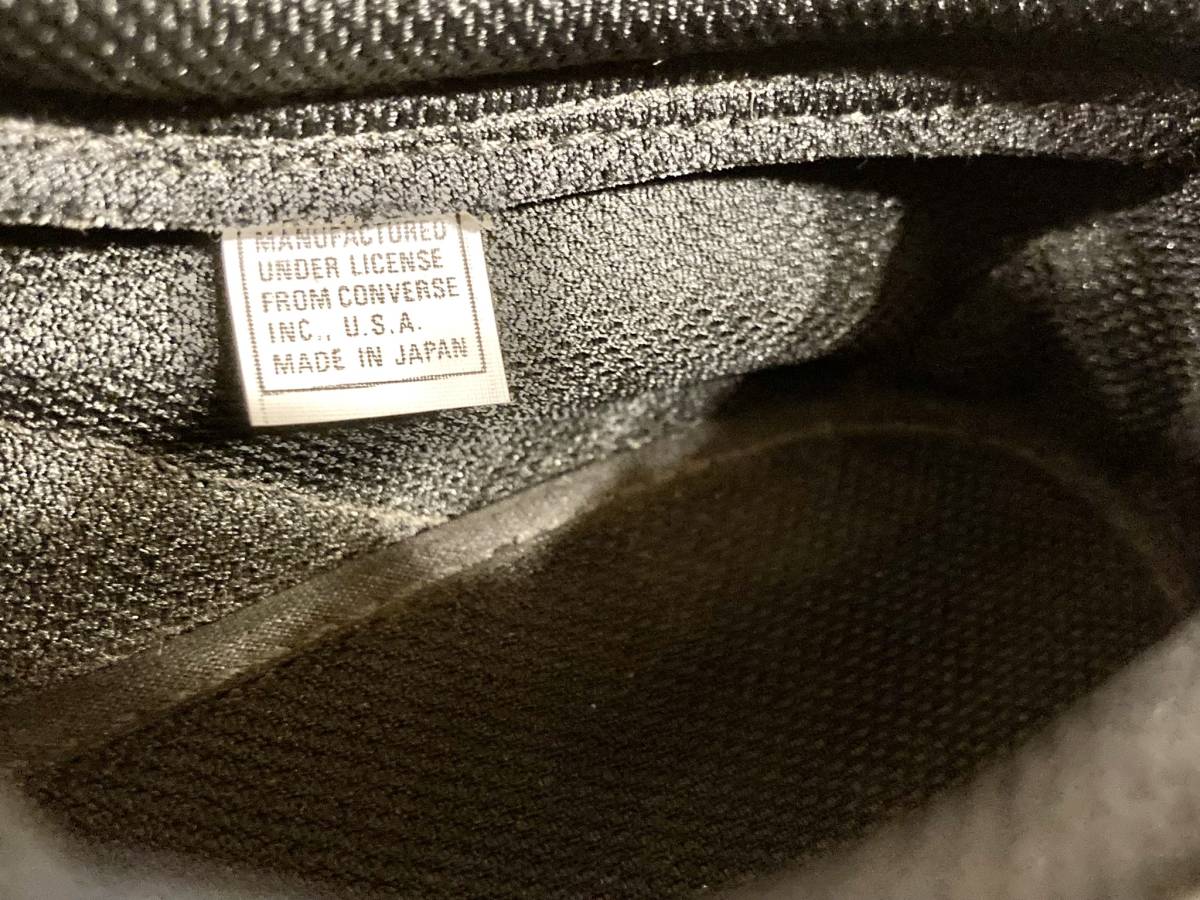 MANUFACTURED
UNDER LICENSE
FROM CONVERSE
INC., U.S.A.
MADE IN JAPAN